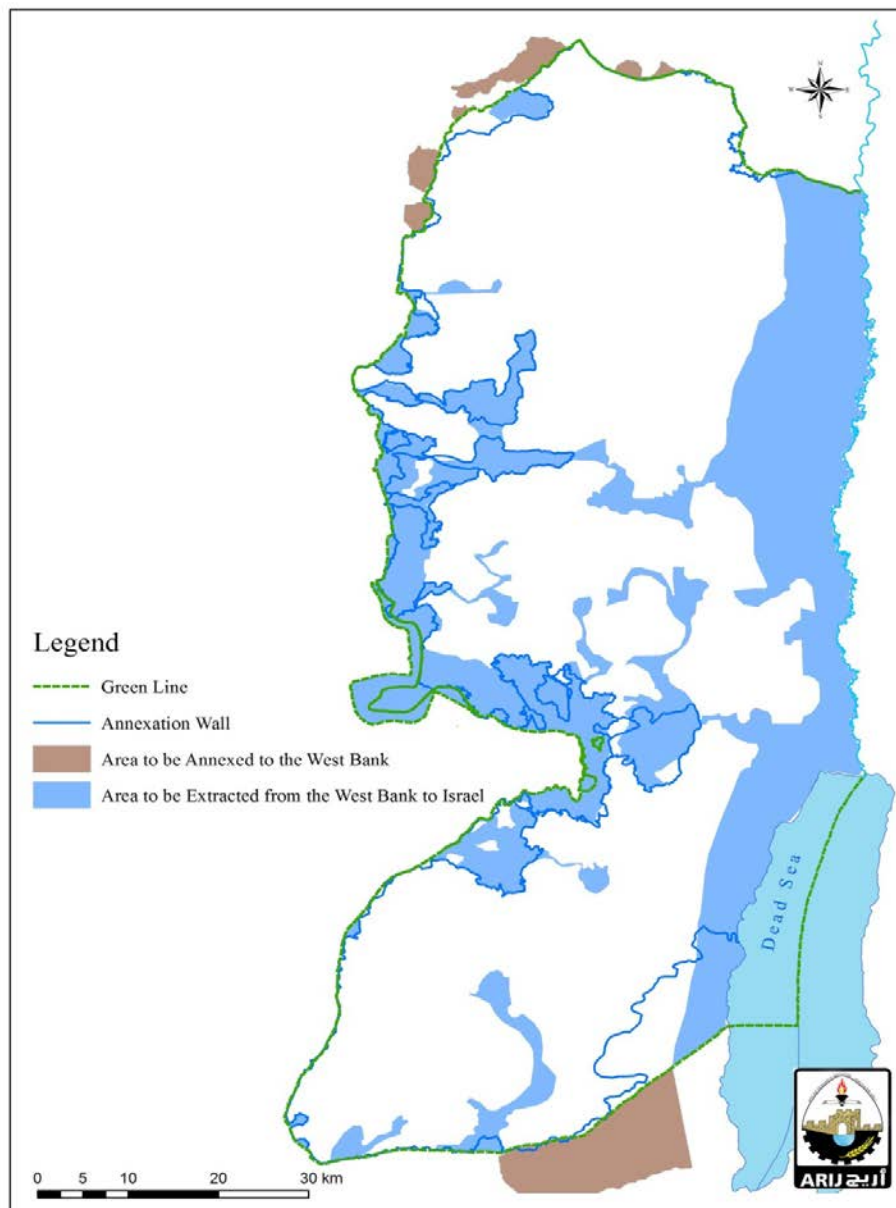 N
W E
S
Legend
Green Line
Annexation Wall
Area to be Annexed to the West Bank
Area to be Extracted from the West Bank to Israel
Dead Sea
0 5 10 20 30 km
ARIJ أريج